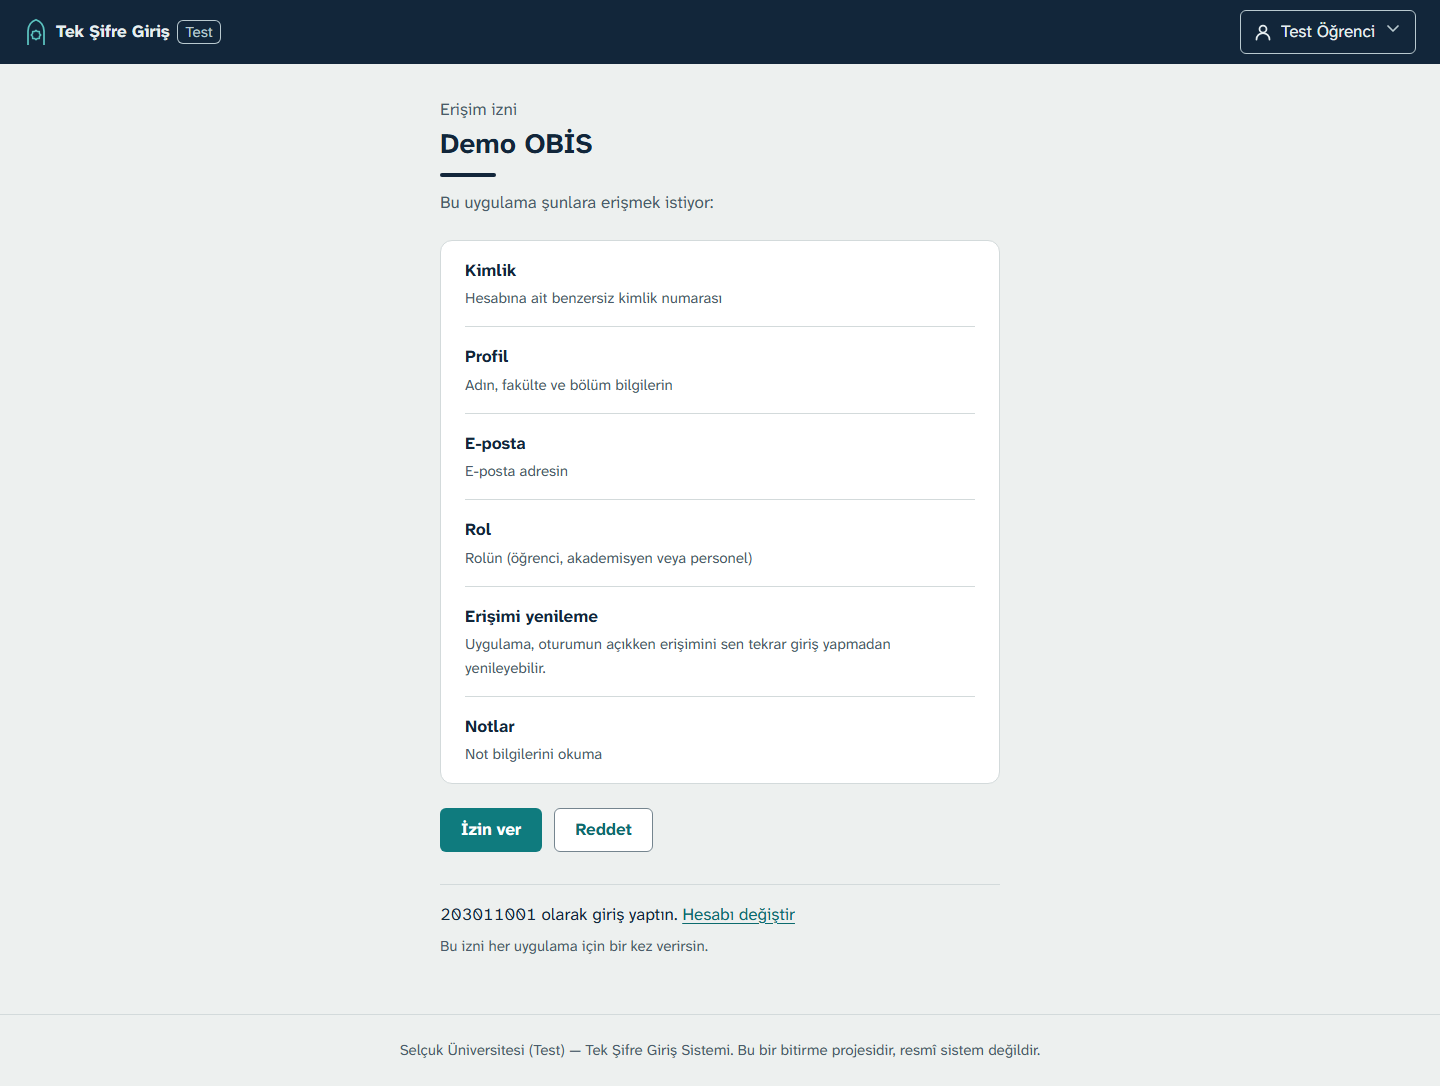 Tek Şifre Giriş Test
Test Öğrenci
Erişim izni
Demo OBİS
Bu uygulama şunlara erişmek istiyor:
Kimlik
Hesabına ait benzersiz kimlik numarası
Profil
Adın, fakülte ve bölüm bilgilerin
E-posta
E-posta adresin
Rol
Rolün (öğrenci, akademisyen veya personel)
Erişimi yenileme
Uygulama, oturumun açıkken erişimini sen tekrar giriş yapmadan
yenileyebilir.
Notlar
Not bilgilerini okuma
İzin ver
Reddet
203011001 olarak giriş yaptın. Hesabı değiştir
Bu izni her uygulama için bir kez verirsin.
Selçuk Üniversitesi (Test) — Tek Şifre Giriş Sistemi. Bu bir bitirme projesidir, resmî sistem değildir.